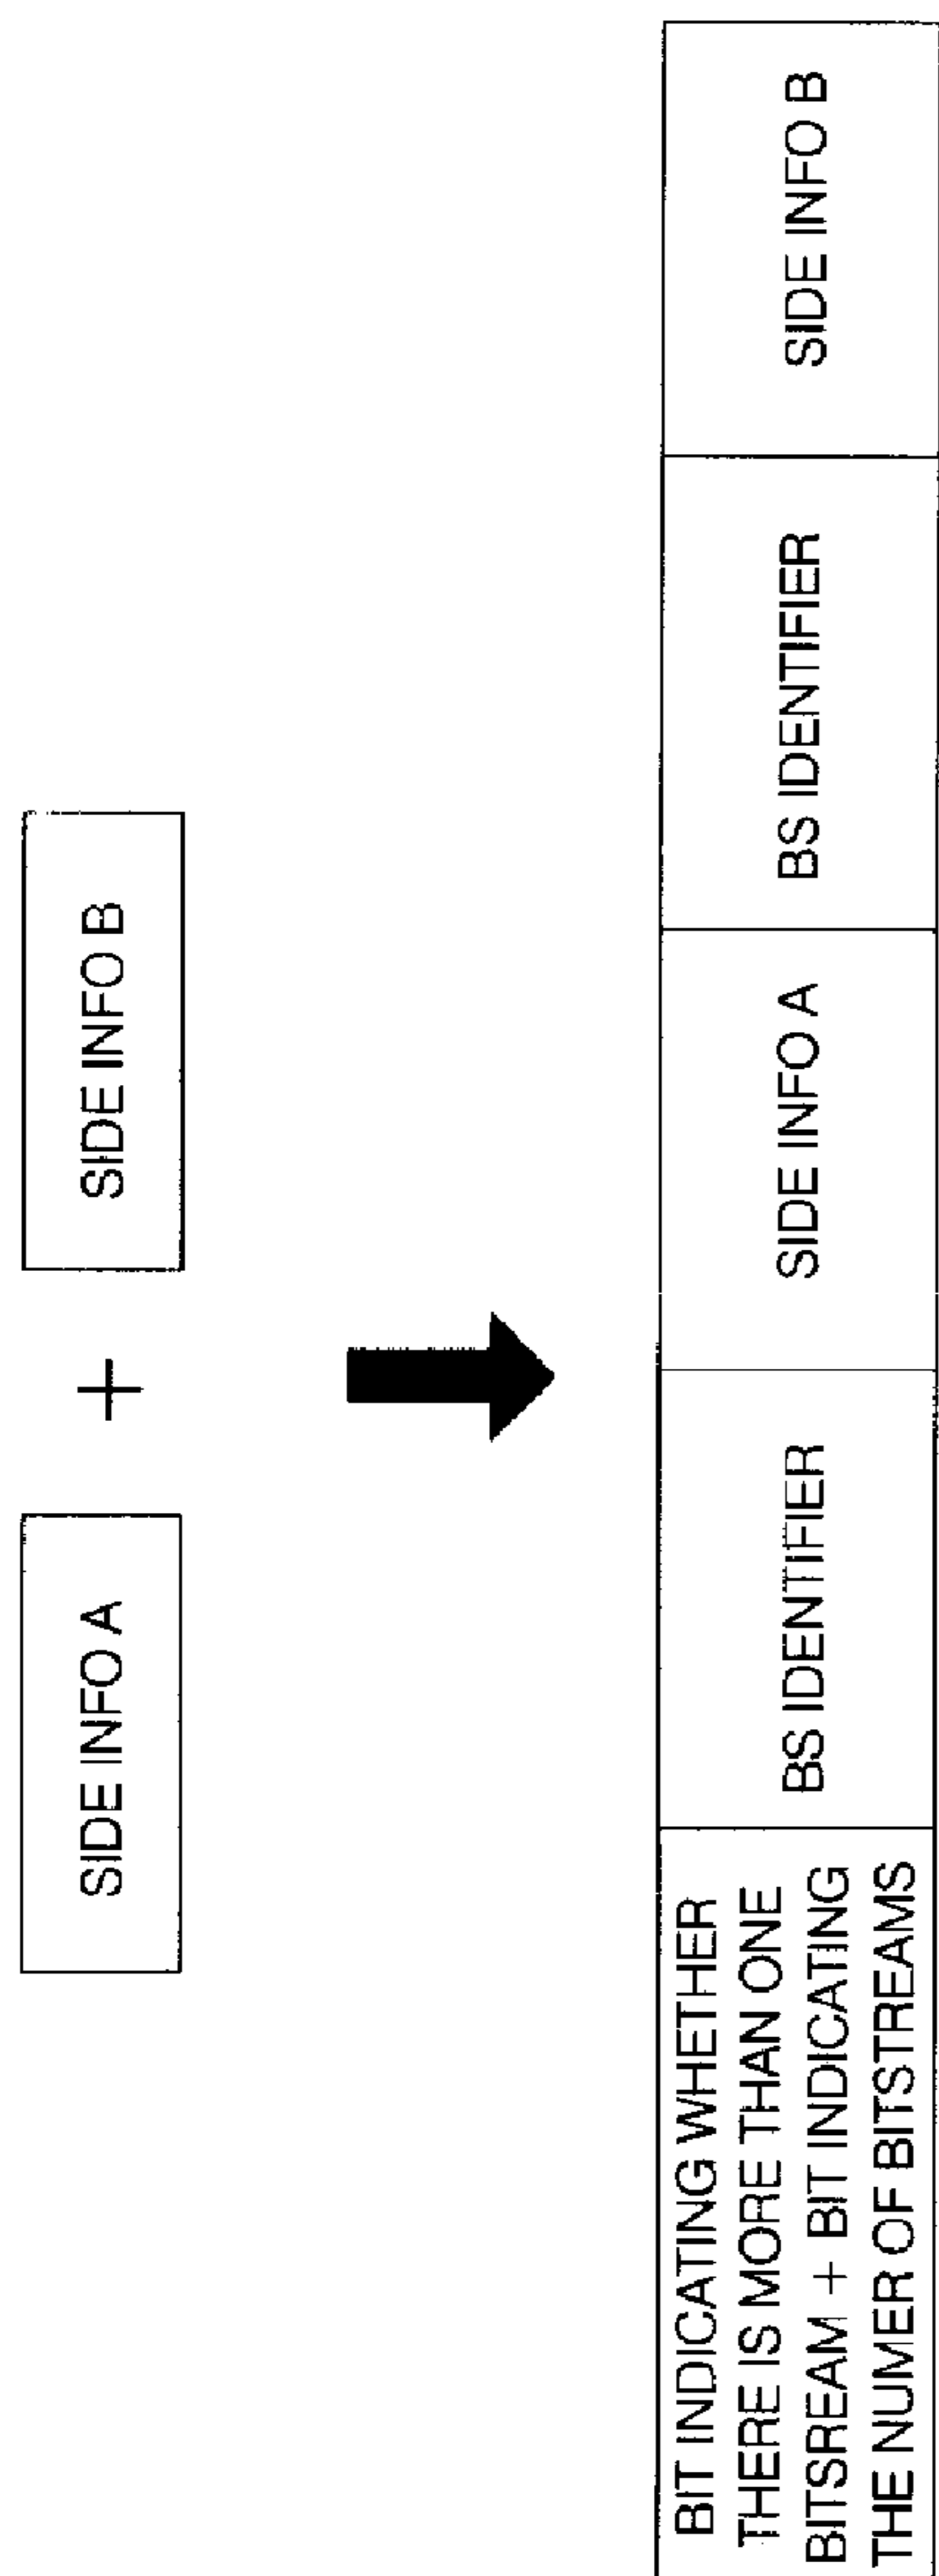 SIDE INFO A
+
SIDE INFO B
BIT INDICATING WHETHER
THERE IS MORE THAN ONE
BITSREAM + BIT INDICATING
THE NUMER OF BITSTREAMS
BS IDENTIFIER
SIDE INFO A
BS IDENTIFIER
SIDE INFO B